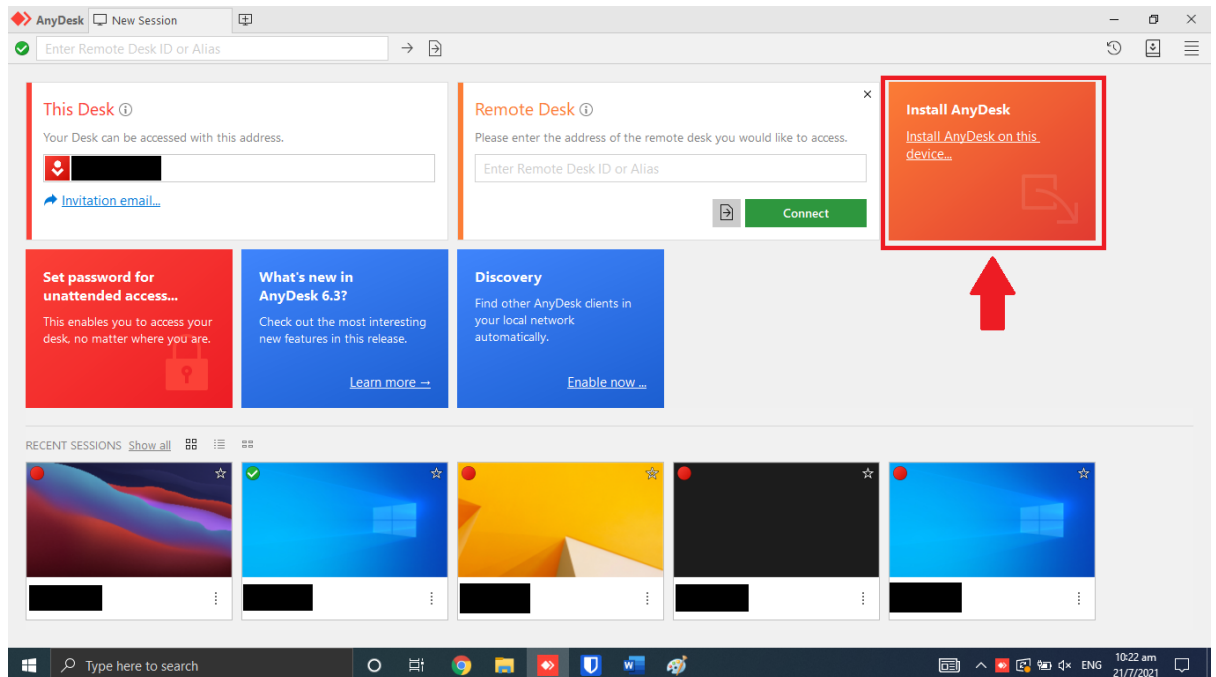 AnyDesk New Session
Enter Remote Desk ID or Alias
This Desk
Your Desk can be accessed with this address.
Invitation email...
Remote Desk
Please enter the address of the remote desk you would like to access.
Enter Remote Desk ID or Alias
Connect
Install AnyDesk
Install AnyDesk on this
device...
Set password for
unattended access...
This enables you to access your
desk, no matter where you are.
What's new in
AnyDesk 6.3?
Check out the most interesting
new features in this release.
Learn more →
Discovery
Find other AnyDesk clients in
your local network
automatically.
Enable now ...
RECENT SESSIONS Show all
Type here to search
ENG
10:22 am
21/7/2021